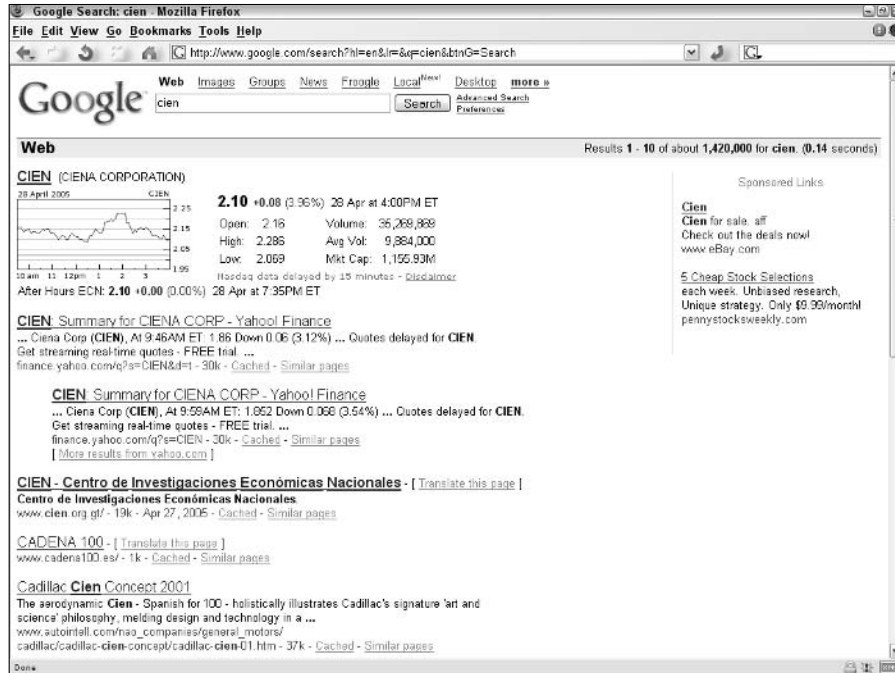 Google Search: cien - Mozilla Firefox
File Edit View Go Bookmarks Tools Help
http://www.google.com/search?hl=en&lr=&q=cien&btnG=Search
G
Google™
Web Images Groups News Froogle Local New! Desktop more »
cien
Search
Advanced Search
Preferences
Web
Results 1 - 10 of about 1,420,000 for cien. (0.14 seconds)
CIEN (CIENA CORPORATION)
28 April 2005 CIEN
2.25
2.15
2.05
1.95
10am 11 12pm 1 2 3
2.10 +0.08 (3.96%) 28 Apr at 4:00PM ET
Open: 2.16 Volume: 35,269,869
High: 2.286 Avg Vol: 9,884,000
Low: 2.069 Mkt Cap: 1,155.93M
Nasdaq data delayed by 15 minutes - Disclaimer
After Hours ECN: 2.10 +0.00 (0.00%) 28 Apr at 7:35PM ET
CIEN: Summary for CIENA CORP - Yahoo! Finance
... Ciena Corp (CIEN), At 9:46AM ET: 1.86 Down 0.06 (3.12%) ... Quotes delayed for CIEN.
Get streaming real-time quotes - FREE trial. ...
finance.yahoo.com/q?s=CIEN&d=t - 30k - Cached - Similar pages
CIEN: Summary for CIENA CORP - Yahoo! Finance
... Ciena Corp (CIEN), At 9:59AM ET: 1.852 Down 0.068 (3.54%) ... Quotes delayed for CIEN.
Get streaming real-time quotes - FREE trial. ...
finance.yahoo.com/q?s=CIEN - 30k - Cached - Similar pages
[ More results from yahoo.com ]
CIEN - Centro de Investigaciones Económicas Nacionales - [ Translate this page ]
Centro de Investigaciones Económicas Nacionales.
www.cien.org.gt/ - 19k - Apr 27, 2005 - Cached - Similar pages
CADENA 100 - [ Translate this page ]
www.cadena100.es/ - 1k - Cached - Similar pages
Cadillac Cien Concept 2001
The aerodynamic Cien - Spanish for 100 - holistically illustrates Cadillac's signature 'art and
science' philosophy, melding design and technology in a ...
www.autointell.com/nao_companies/general_motors/
cadillac/cadillac-cien-concept/cadillac-cien-01.htm - 37k - Cached - Similar pages
Sponsored Links
Cien
Cien for sale. aff
Check out the deals now!
www.eBay.com
5 Cheap Stock Selections
each week. Unbiased research,
Unique strategy. Only $9.99/month!
pennystocksweekly.com
Done